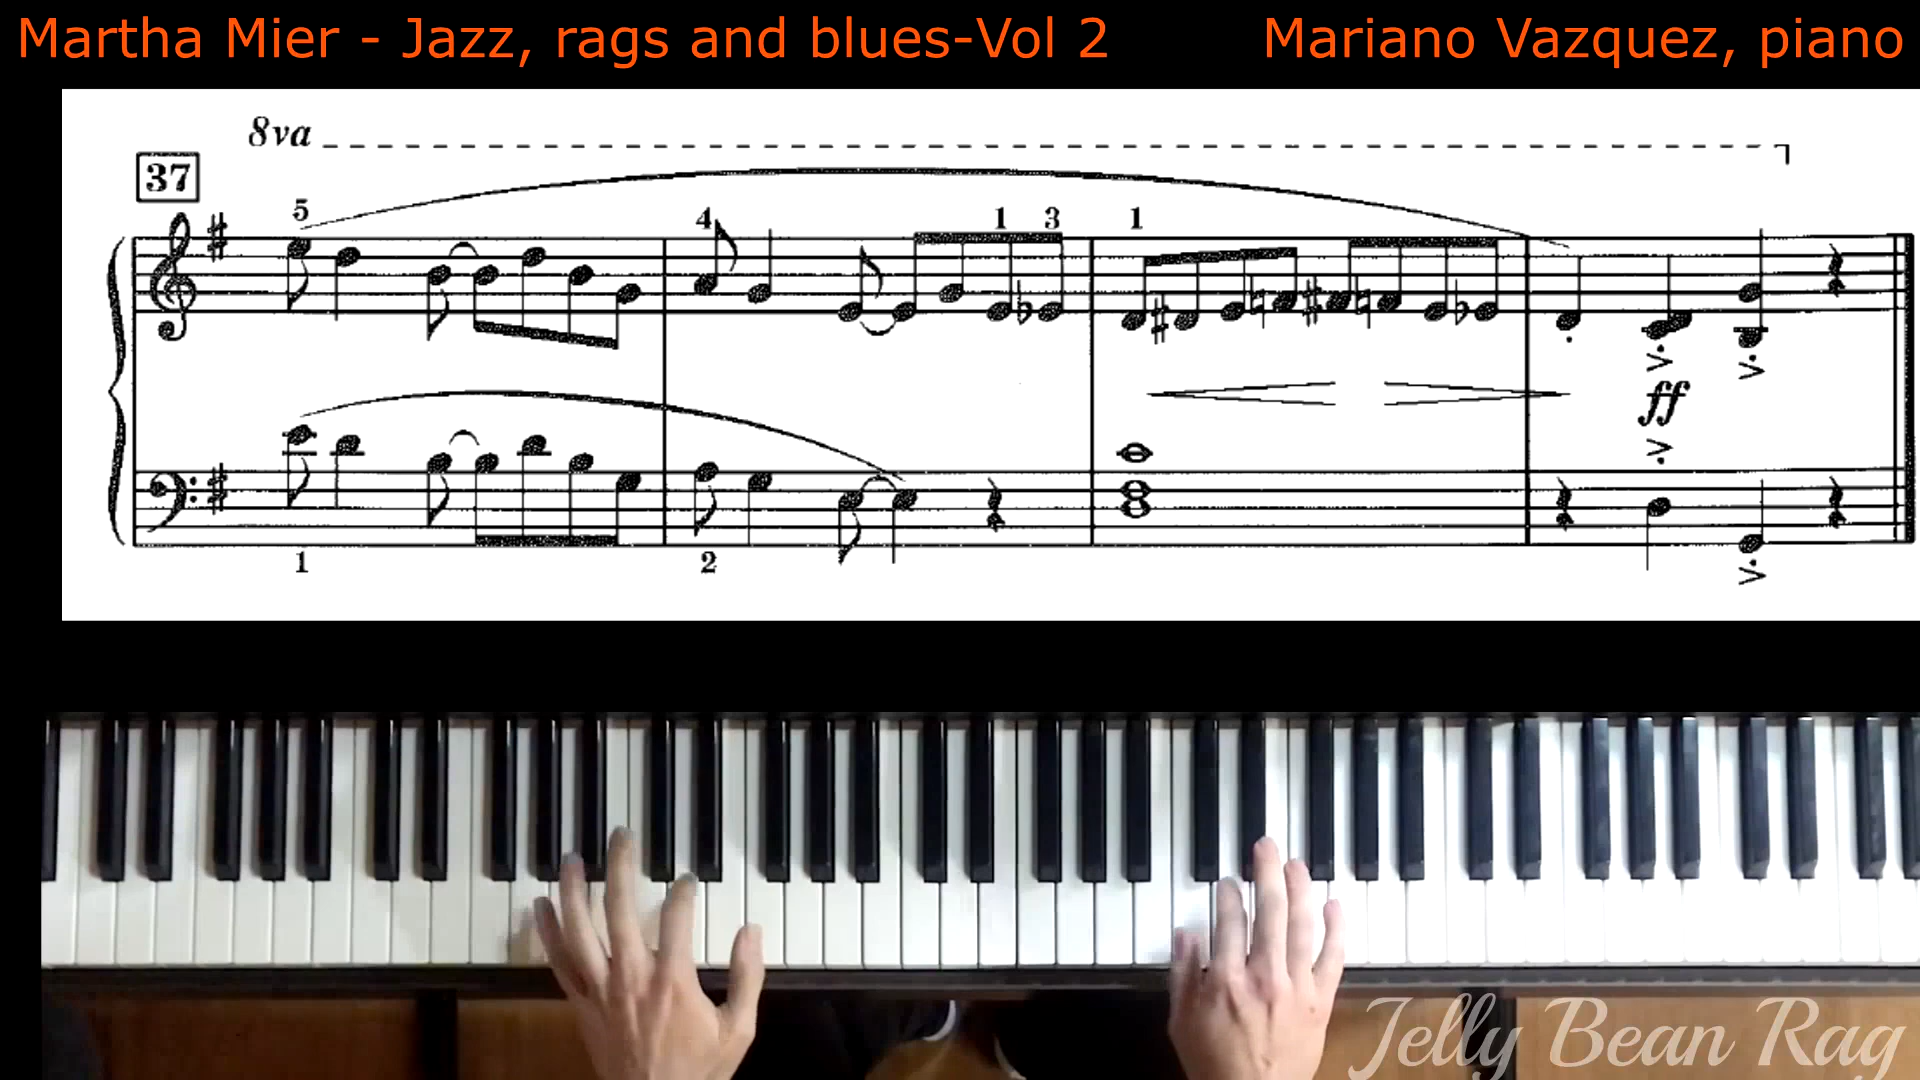 Martha Mier - Jazz, rags and blues-Vol 2 Mariano Vazquez, piano
8va
37
5 4 1 3 1
ff
1 2
Jelly Bean Rag